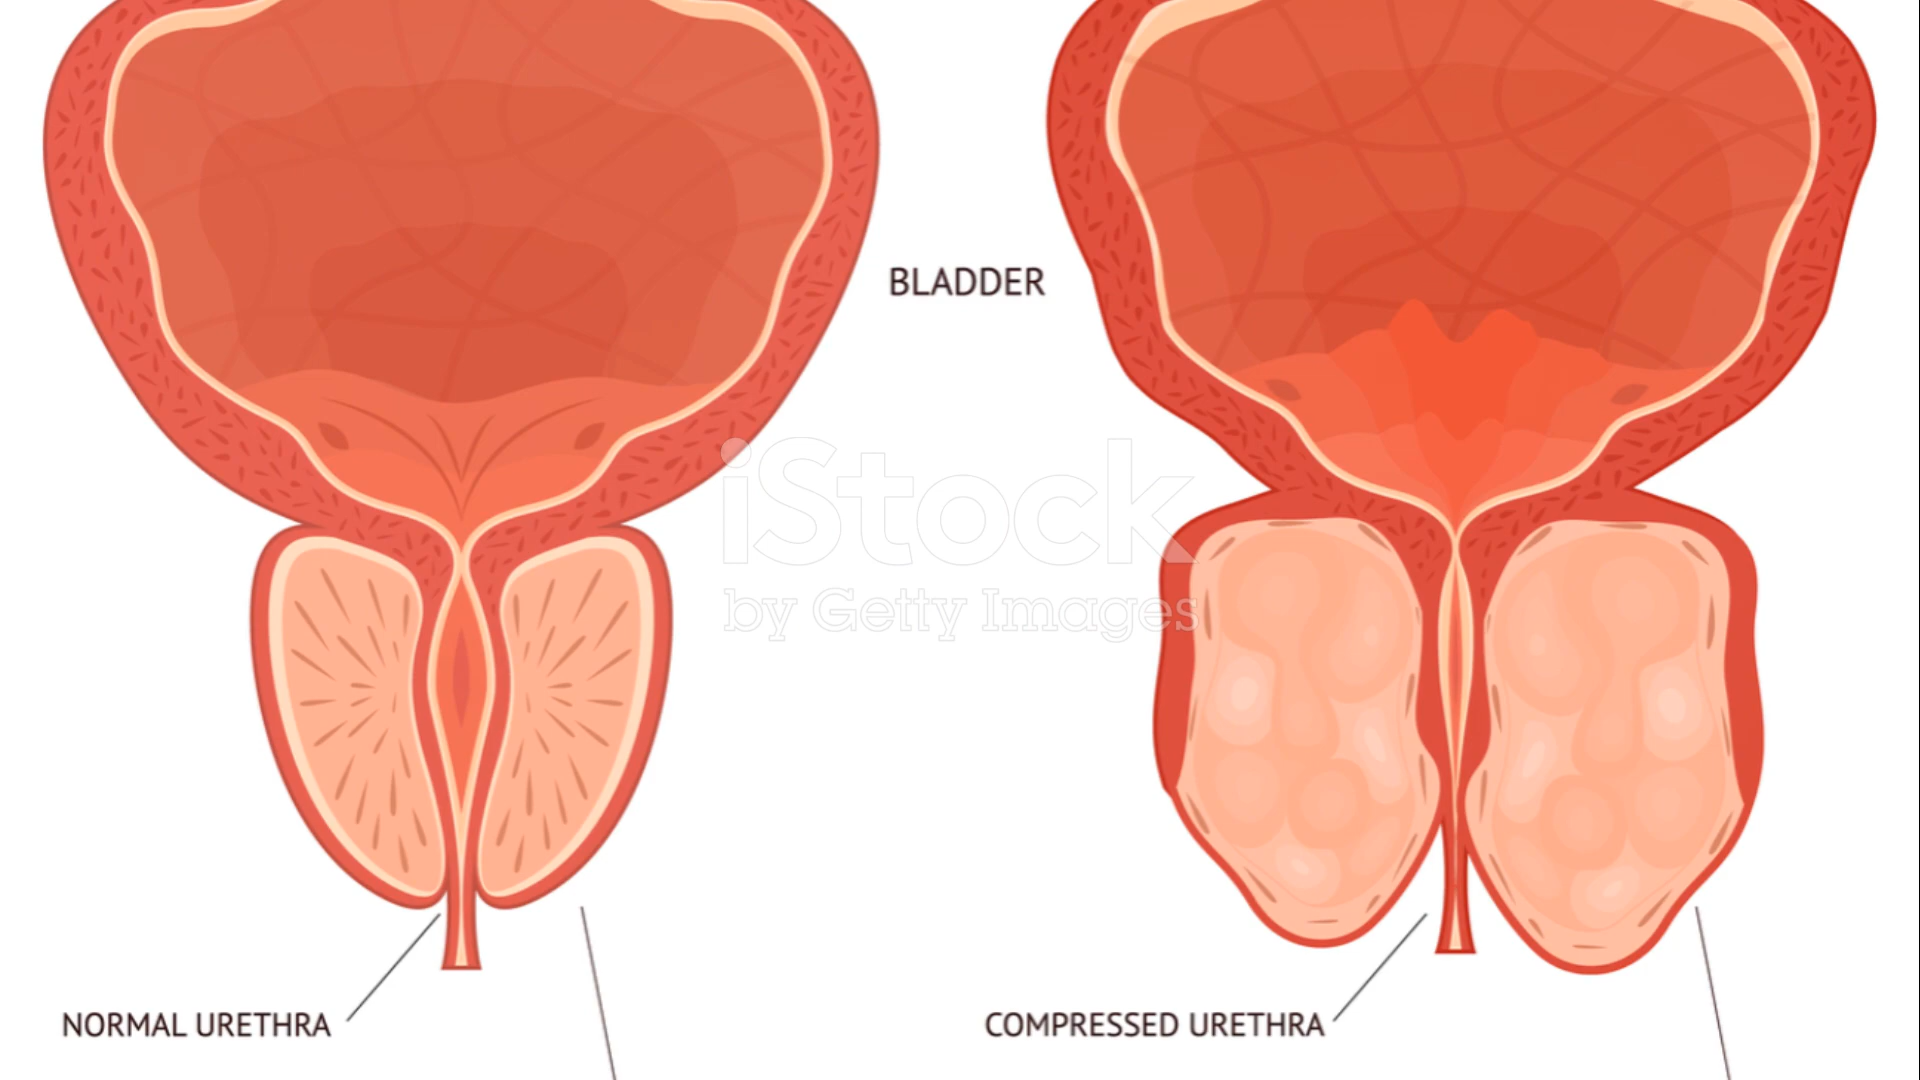 BLADDER
iStock
by Getty Images
NORMAL URETHRA
COMPRESSED URETHRA